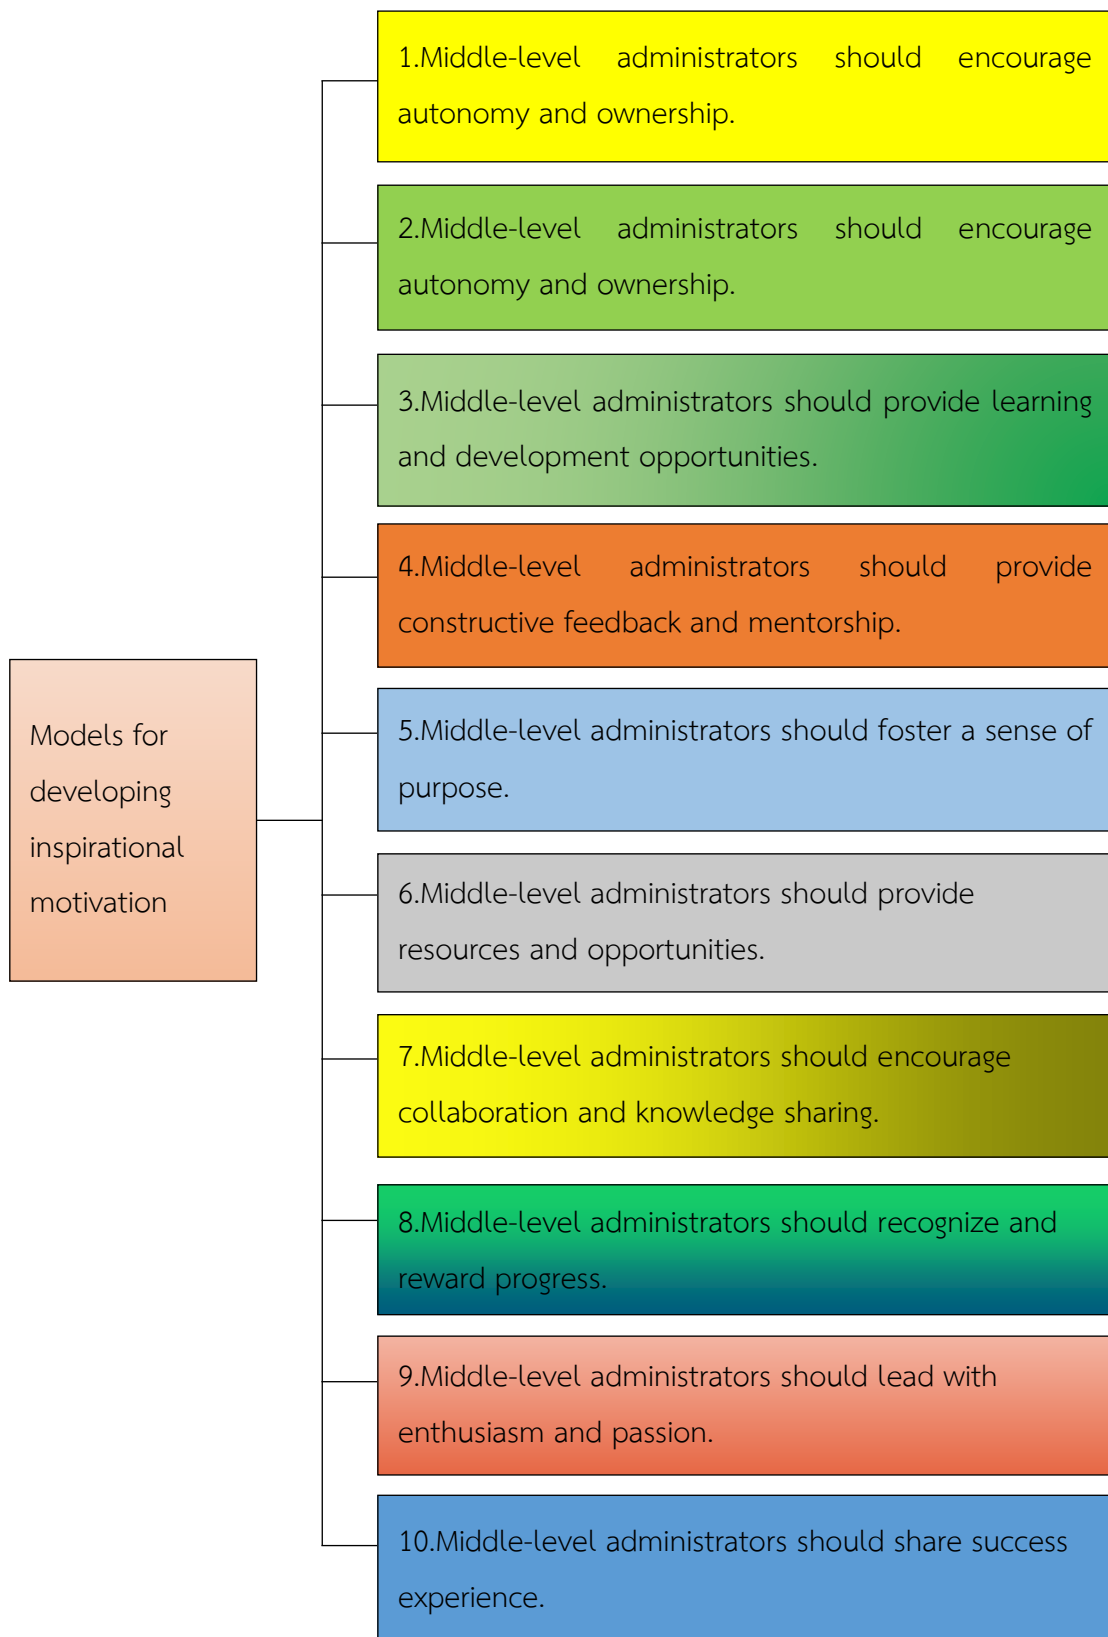 Models for
developing
inspirational
motivation
1.Middle-level administrators should encourage
autonomy and ownership.
2.Middle-level administrators should encourage
autonomy and ownership.
3.Middle-level administrators should provide learning
and development opportunities.
4.Middle-level administrators should provide
constructive feedback and mentorship.
5.Middle-level administrators should foster a sense of
purpose.
6.Middle-level administrators should provide
resources and opportunities.
7.Middle-level administrators should encourage
collaboration and knowledge sharing.
8.Middle-level administrators should recognize and
reward progress.
9.Middle-level administrators should lead with
enthusiasm and passion.
10.Middle-level administrators should share success
experience.